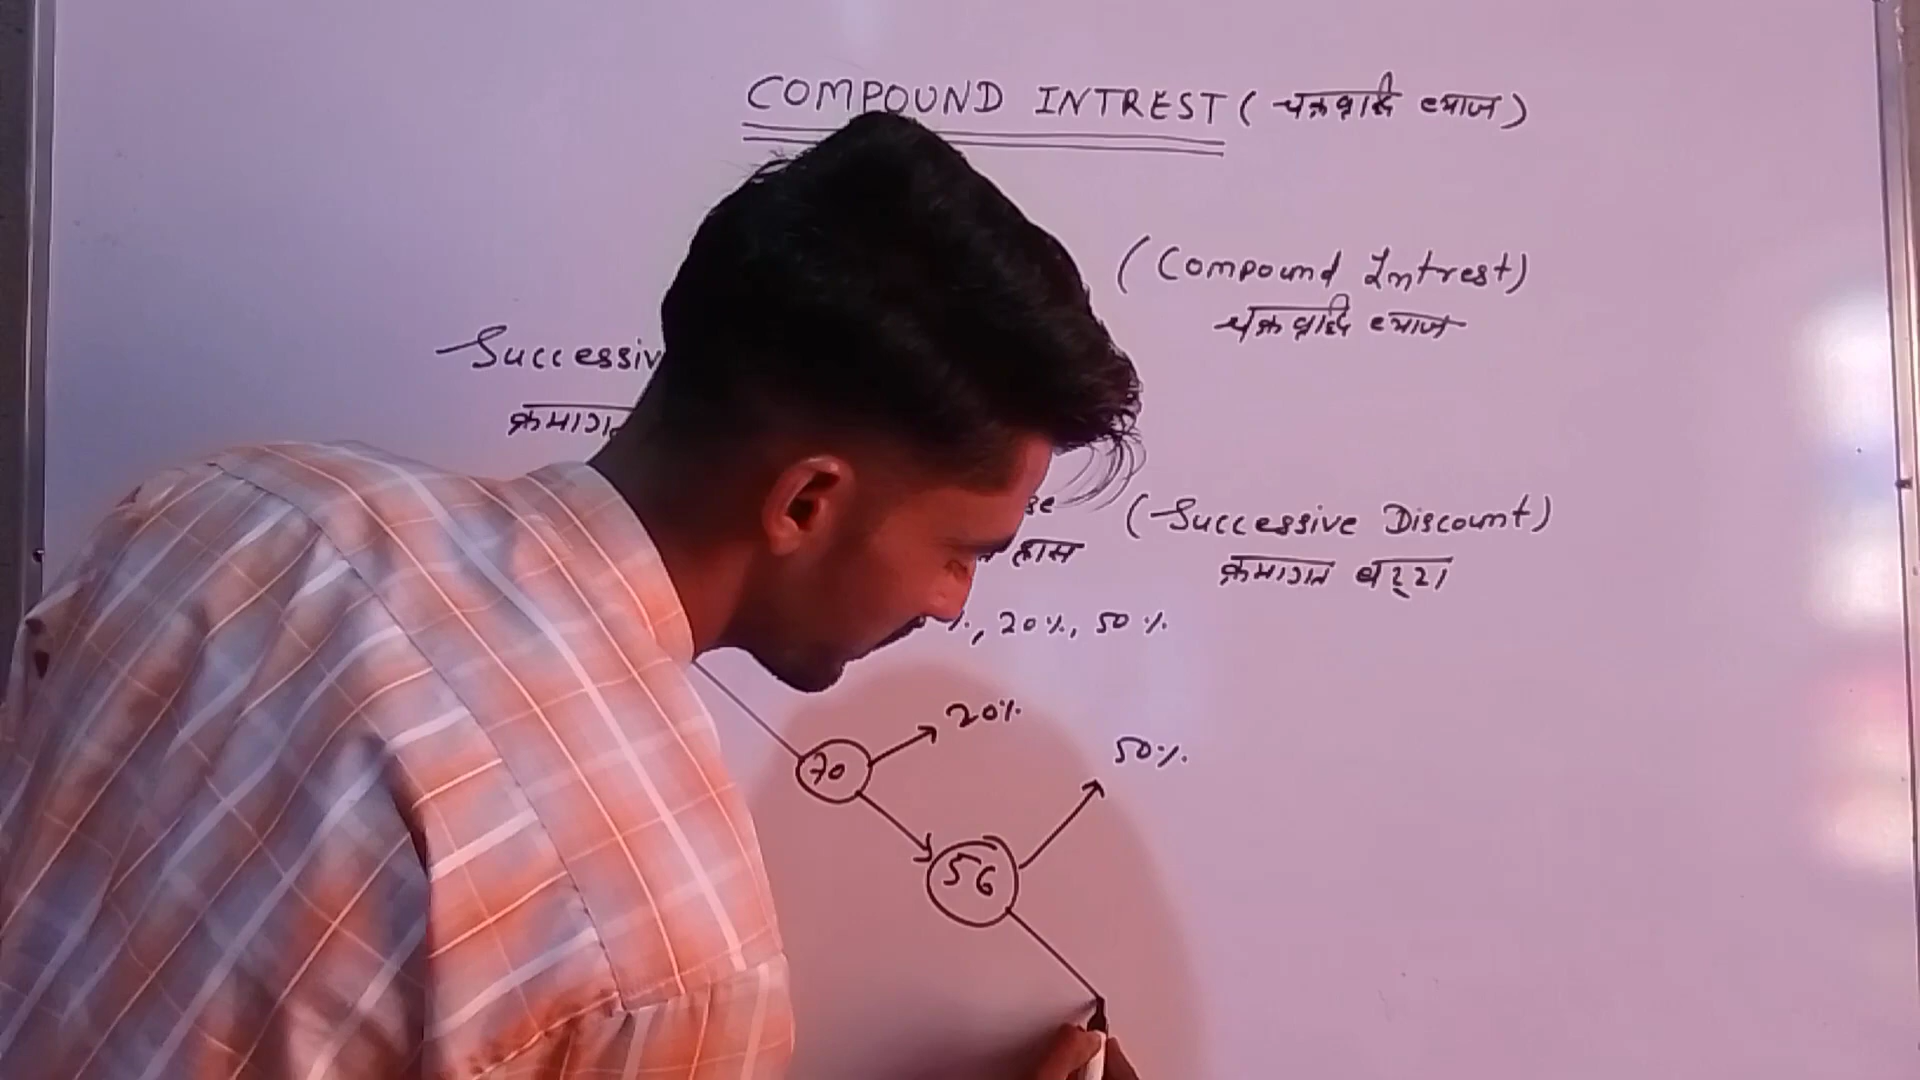 COMPOUND INTREST ( चक्रवृद्धि ब्याज )
( Compound Intrest )
चक्रवृद्धि ब्याज
Successiv
क्रमागत
se ( Successive Discount )
ह्रास क्रमागत बट्टा
%, 20%, 50%
20%
50%
70
56